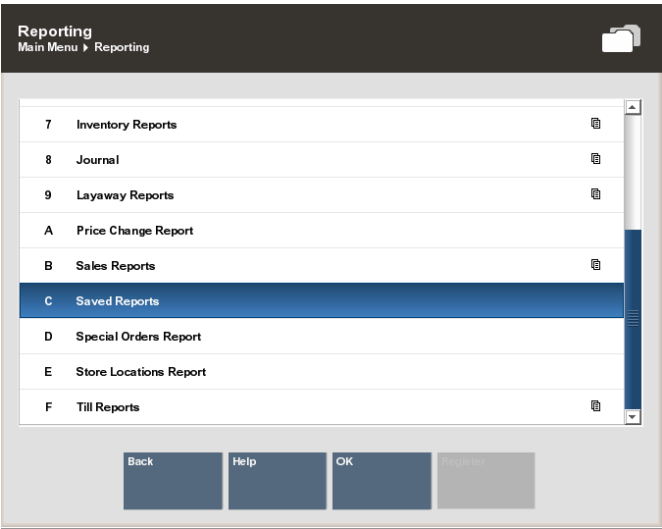 Reporting
Main Menu ▸ Reporting
7 Inventory Reports
8 Journal
9 Layaway Reports
A Price Change Report
B Sales Reports
C Saved Reports
D Special Orders Report
E Store Locations Report
F Till Reports
Back Help OK Register